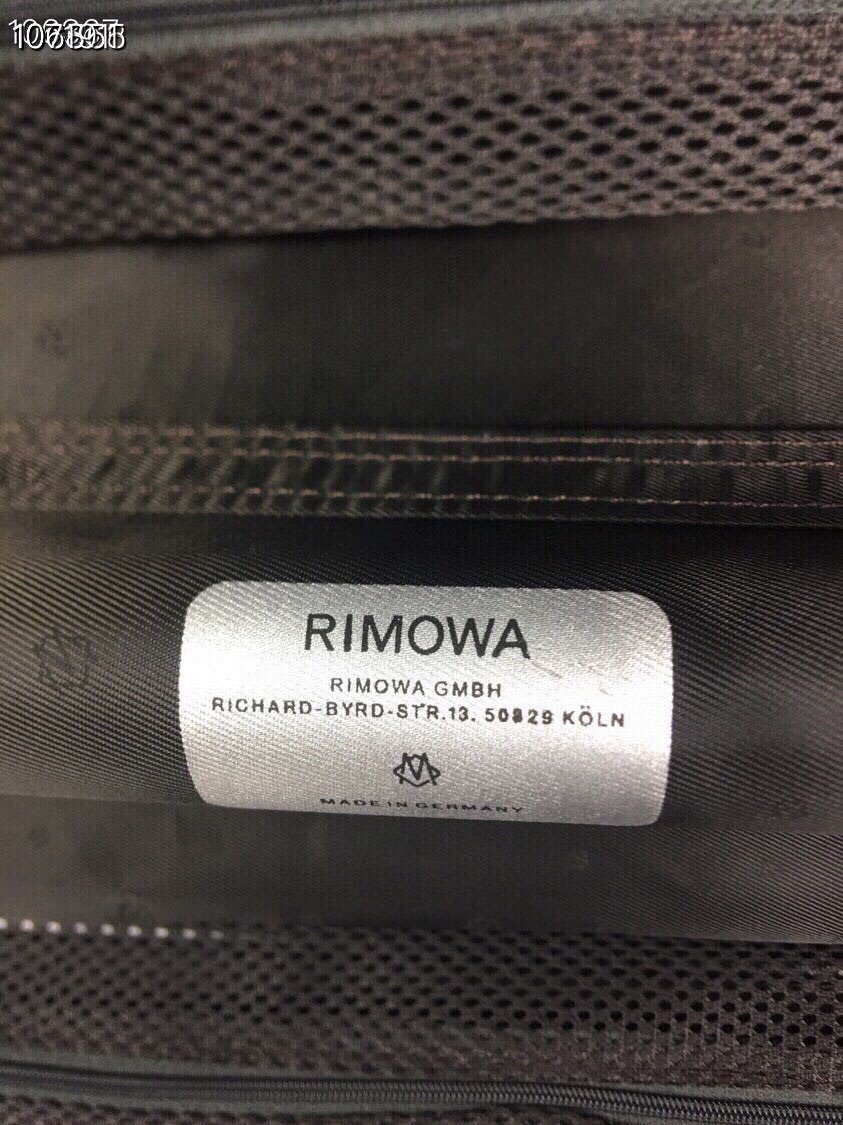 RIMOWA
RIMOWA GMBH
RICHARD-BYRD-STR.13. 50829 KÖLN
MADE IN GERMANY